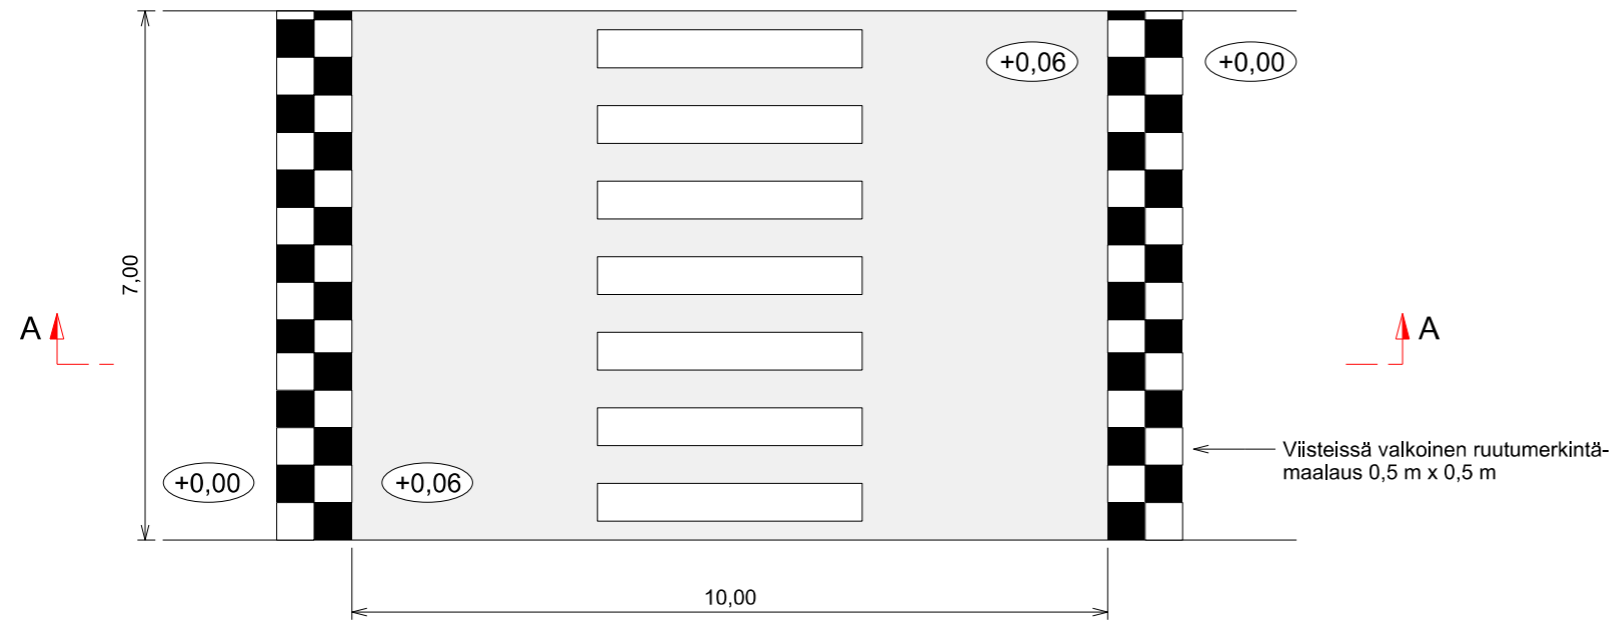 +0,06
+0,00
7,00
A
A
Viisteissä valkoinen ruutumerkintä-
maalaus 0,5 m x 0,5 m
+0,00
+0,06
10,00